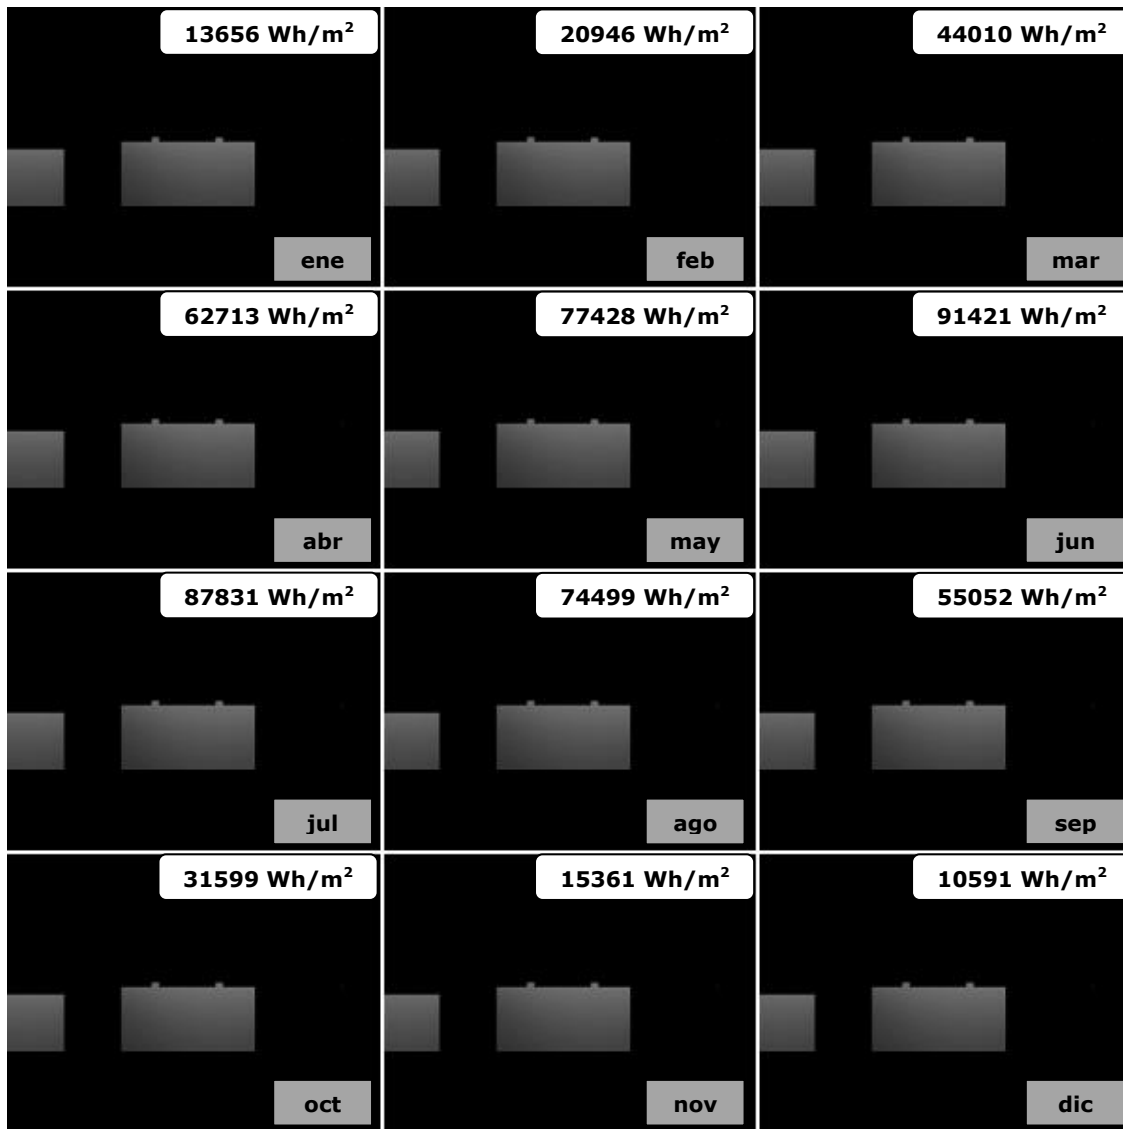 13656 Wh/m²
20946 Wh/m²
44010 Wh/m²
ene
feb
mar
62713 Wh/m²
77428 Wh/m²
91421 Wh/m²
abr
may
jun
87831 Wh/m²
74499 Wh/m²
55052 Wh/m²
jul
ago
sep
31599 Wh/m²
15361 Wh/m²
10591 Wh/m²
oct
nov
dic